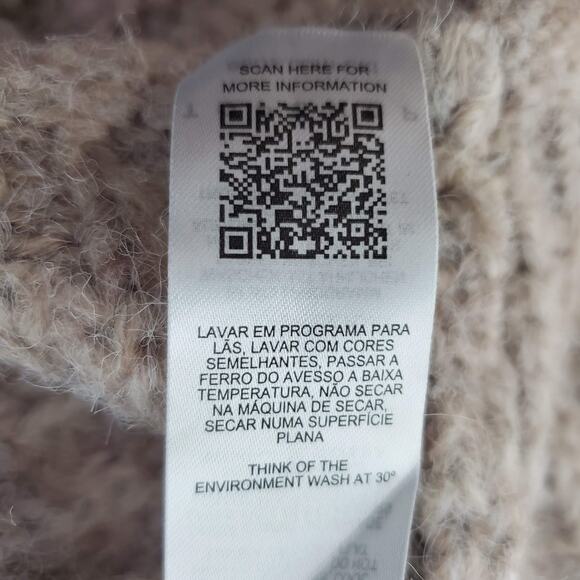 SCAN HERE FOR
MORE INFORMATION
LAVAR EM PROGRAMA PARA
LÃS, LAVAR COM CORES
SEMELHANTES, PASSAR A
FERRO DO AVESSO A BAIXA
TEMPERATURA, NÃO SECAR
NA MÁQUINA DE SECAR,
SECAR NUMA SUPERFÍCIE
PLANA
THINK OF THE
ENVIRONMENT WASH AT 30º